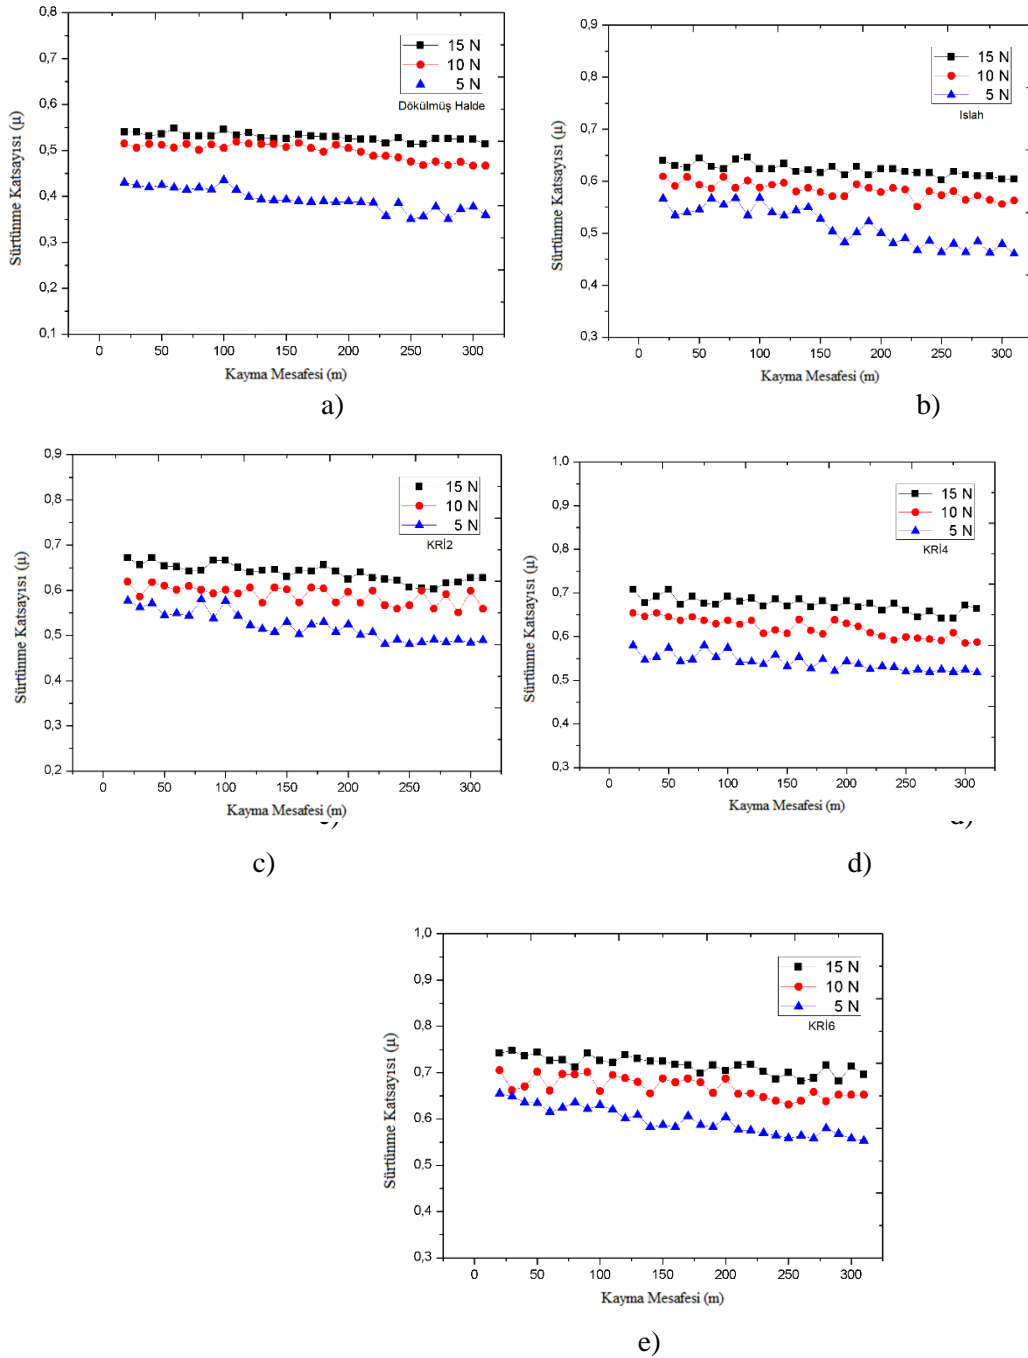 0,8
0,7
0,6
0,5
0,4
0,3
0,2
0,1
Sürtünme Katsayısı (µ)
15 N
10 N
5 N
Dökülmüş Halde
0 50 100 150 200 250 300
Kayma Mesafesi (m)
a)
0,9
0,8
0,7
0,6
0,5
0,4
0,3
Sürtünme Katsayısı (µ)
15 N
10 N
5 N
Islah
0 50 100 150 200 250 300
Kayma Mesafesi (m)
b)
0,9
0,8
0,7
0,6
0,5
0,4
0,3
0,2
Sürtünme Katsayısı (µ)
15 N
10 N
5 N
KRİ2
0 50 100 150 200 250 300
Kayma Mesafesi (m)
c)
1,0
0,9
0,8
0,7
0,6
0,5
0,4
0,3
Sürtünme Katsayısı (µ)
15 N
10 N
5 N
KRİ4
0 50 100 150 200 250 300
Kayma Mesafesi (m)
d)
1,0
0,9
0,8
0,7
0,6
0,5
0,4
0,3
Sürtünme Katsayısı (µ)
15 N
10 N
5 N
KRİ6
0 50 100 150 200 250 300
Kayma Mesafesi (m)
e)